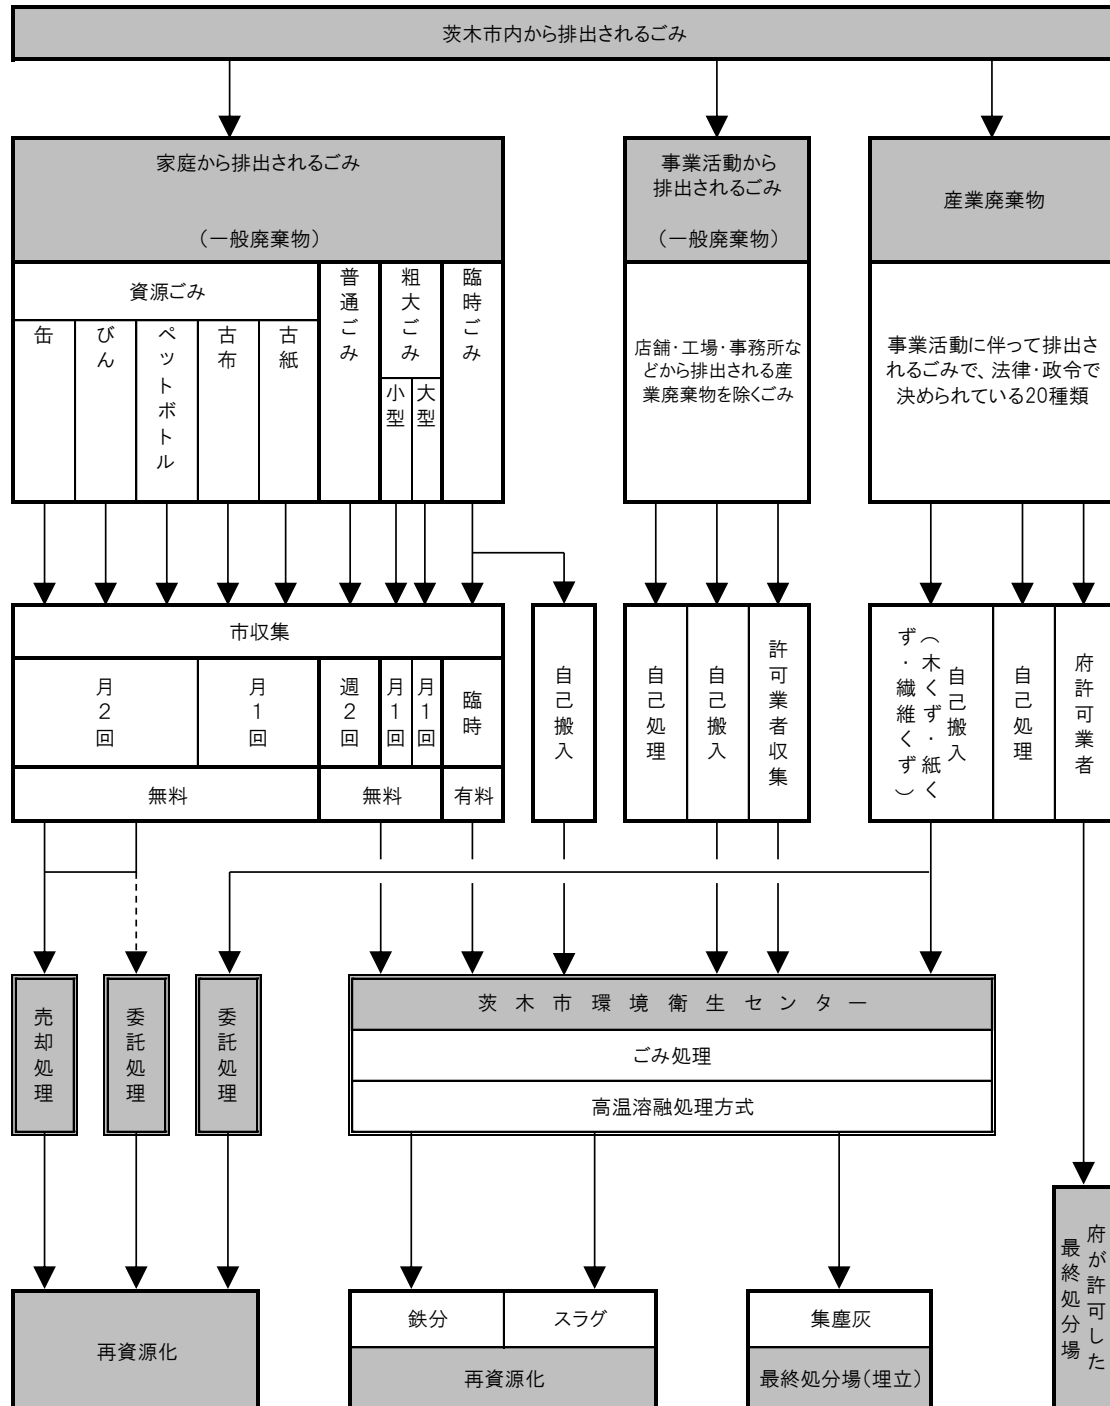 茨木市内から排出されるごみ
家庭から排出されるごみ
（一般廃棄物）
事業活動から
排出されるごみ
（一般廃棄物）
産業廃棄物
資源ごみ
缶
びん
ペットボトル
古布
古紙
普通ごみ
粗大ごみ
小型
大型
臨時ごみ
店舗・工場・事務所な
どから排出される産
業廃棄物を除くごみ
事業活動に伴って排出さ
れるごみで、法律・政令で
決められている20種類
市収集
月2回
月1回
週2回
月1回
月1回
臨時
無料
無料
有料
自己搬入
自己処理
自己搬入
許可業者収集
自己搬入
（木くず・紙く
ず・繊維くず）
自己処理
府許可業者
売却処理
委託処理
委託処理
茨木市環境衛生センター
ごみ処理
高温溶融処理方式
再資源化
鉄分
スラグ
再資源化
集塵灰
最終処分場（埋立）
府が許可した
最終処分場